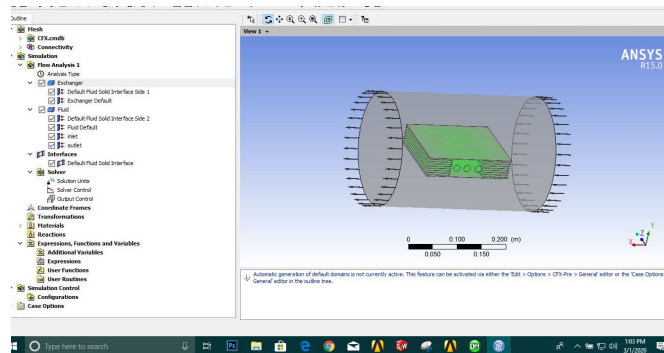 Outline
Mesh
CFX.cmdb
Connectivity
Simulation
Flow Analysis 1
Analysis Type
Exchanger
Default Fluid Solid Interface Side 1
Exchanger Default
Fluid
Default Fluid Solid Interface Side 2
Fluid Default
inlet
outlet
Interfaces
Default Fluid Solid Interface
Solver
Solution Units
Solver Control
Output Control
Coordinate Frames
Transformations
Materials
Reactions
Expressions, Functions and Variables
Additional Variables
Expressions
User Functions
User Routines
Simulation Control
Configurations
Case Options
View 1
ANSYS
R15.0
0 0.100 0.200 (m)
0.050 0.150
Z Y
X
Automatic generation of default domains is not currently active. This feature can be activated via either the 'Edit > Options > CFX-Pre > General' editor or the 'Case Options
General' editor in the outline tree.
Type here to search
Ps
1:03 PM
3/1/2020